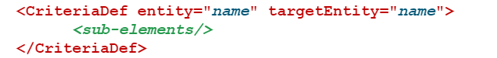 <CriteriaDef entity="name" targetEntity="name">
<sub-elements/>
</CriteriaDef>